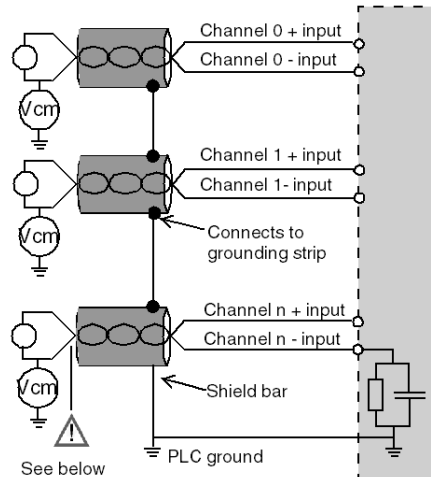 Channel 0 + input
Channel 0 - input
Vcm
Channel 1 + input
Channel 1- input
Vcm
Connects to
grounding strip
Channel n + input
Channel n - input
Vcm
Shield bar
!
See below
PLC ground